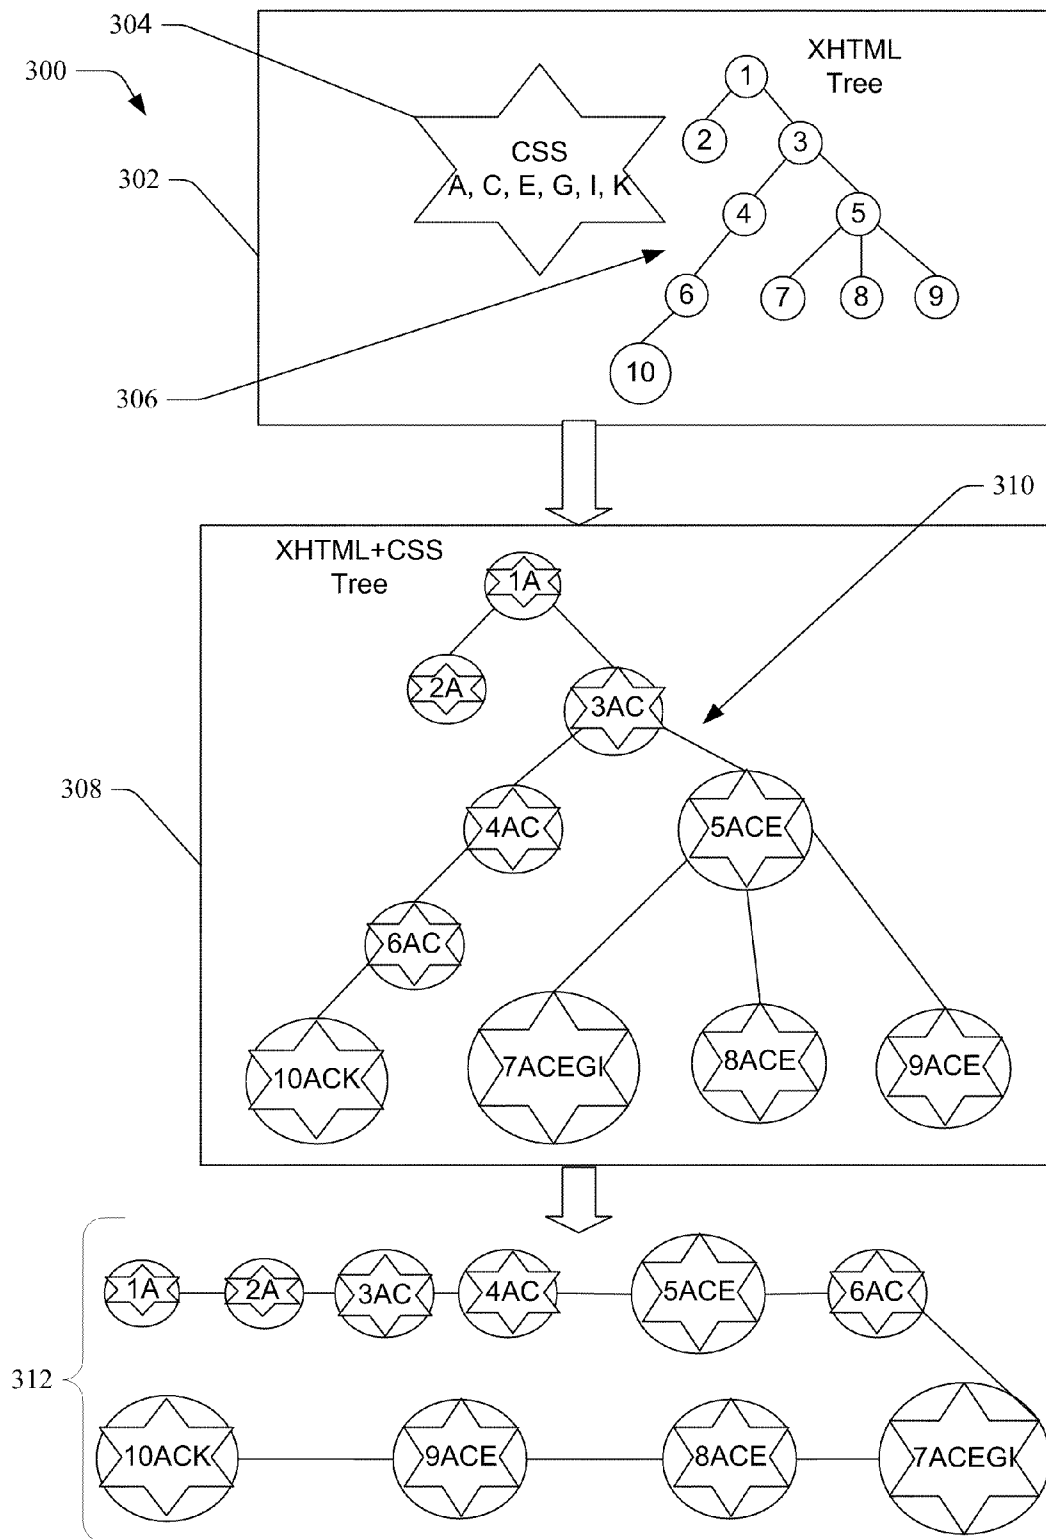 304
XHTML
Tree
300
1
CSS
A, C, E, G, I, K
2
3
302
4
5
6
7
8
9
10
306
310
XHTML+CSS
Tree
1A
2A
3AC
308
4AC
5ACE
6AC
10ACK
7ACEGI
8ACE
9ACE
312
1A
2A
3AC
4AC
5ACE
6AC
10ACK
9ACE
8ACE
7ACEGI